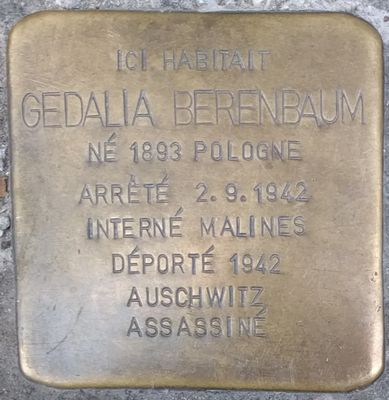 ICI HABITAIT
GEDALIA BERENBAUM
NÉ 1893 POLOGNE
ARRÊTÉ 2.9.1942
INTERNÉ MALINES
DÉPORTÉ 1942
AUSCHWITZ
ASSASSINÉ